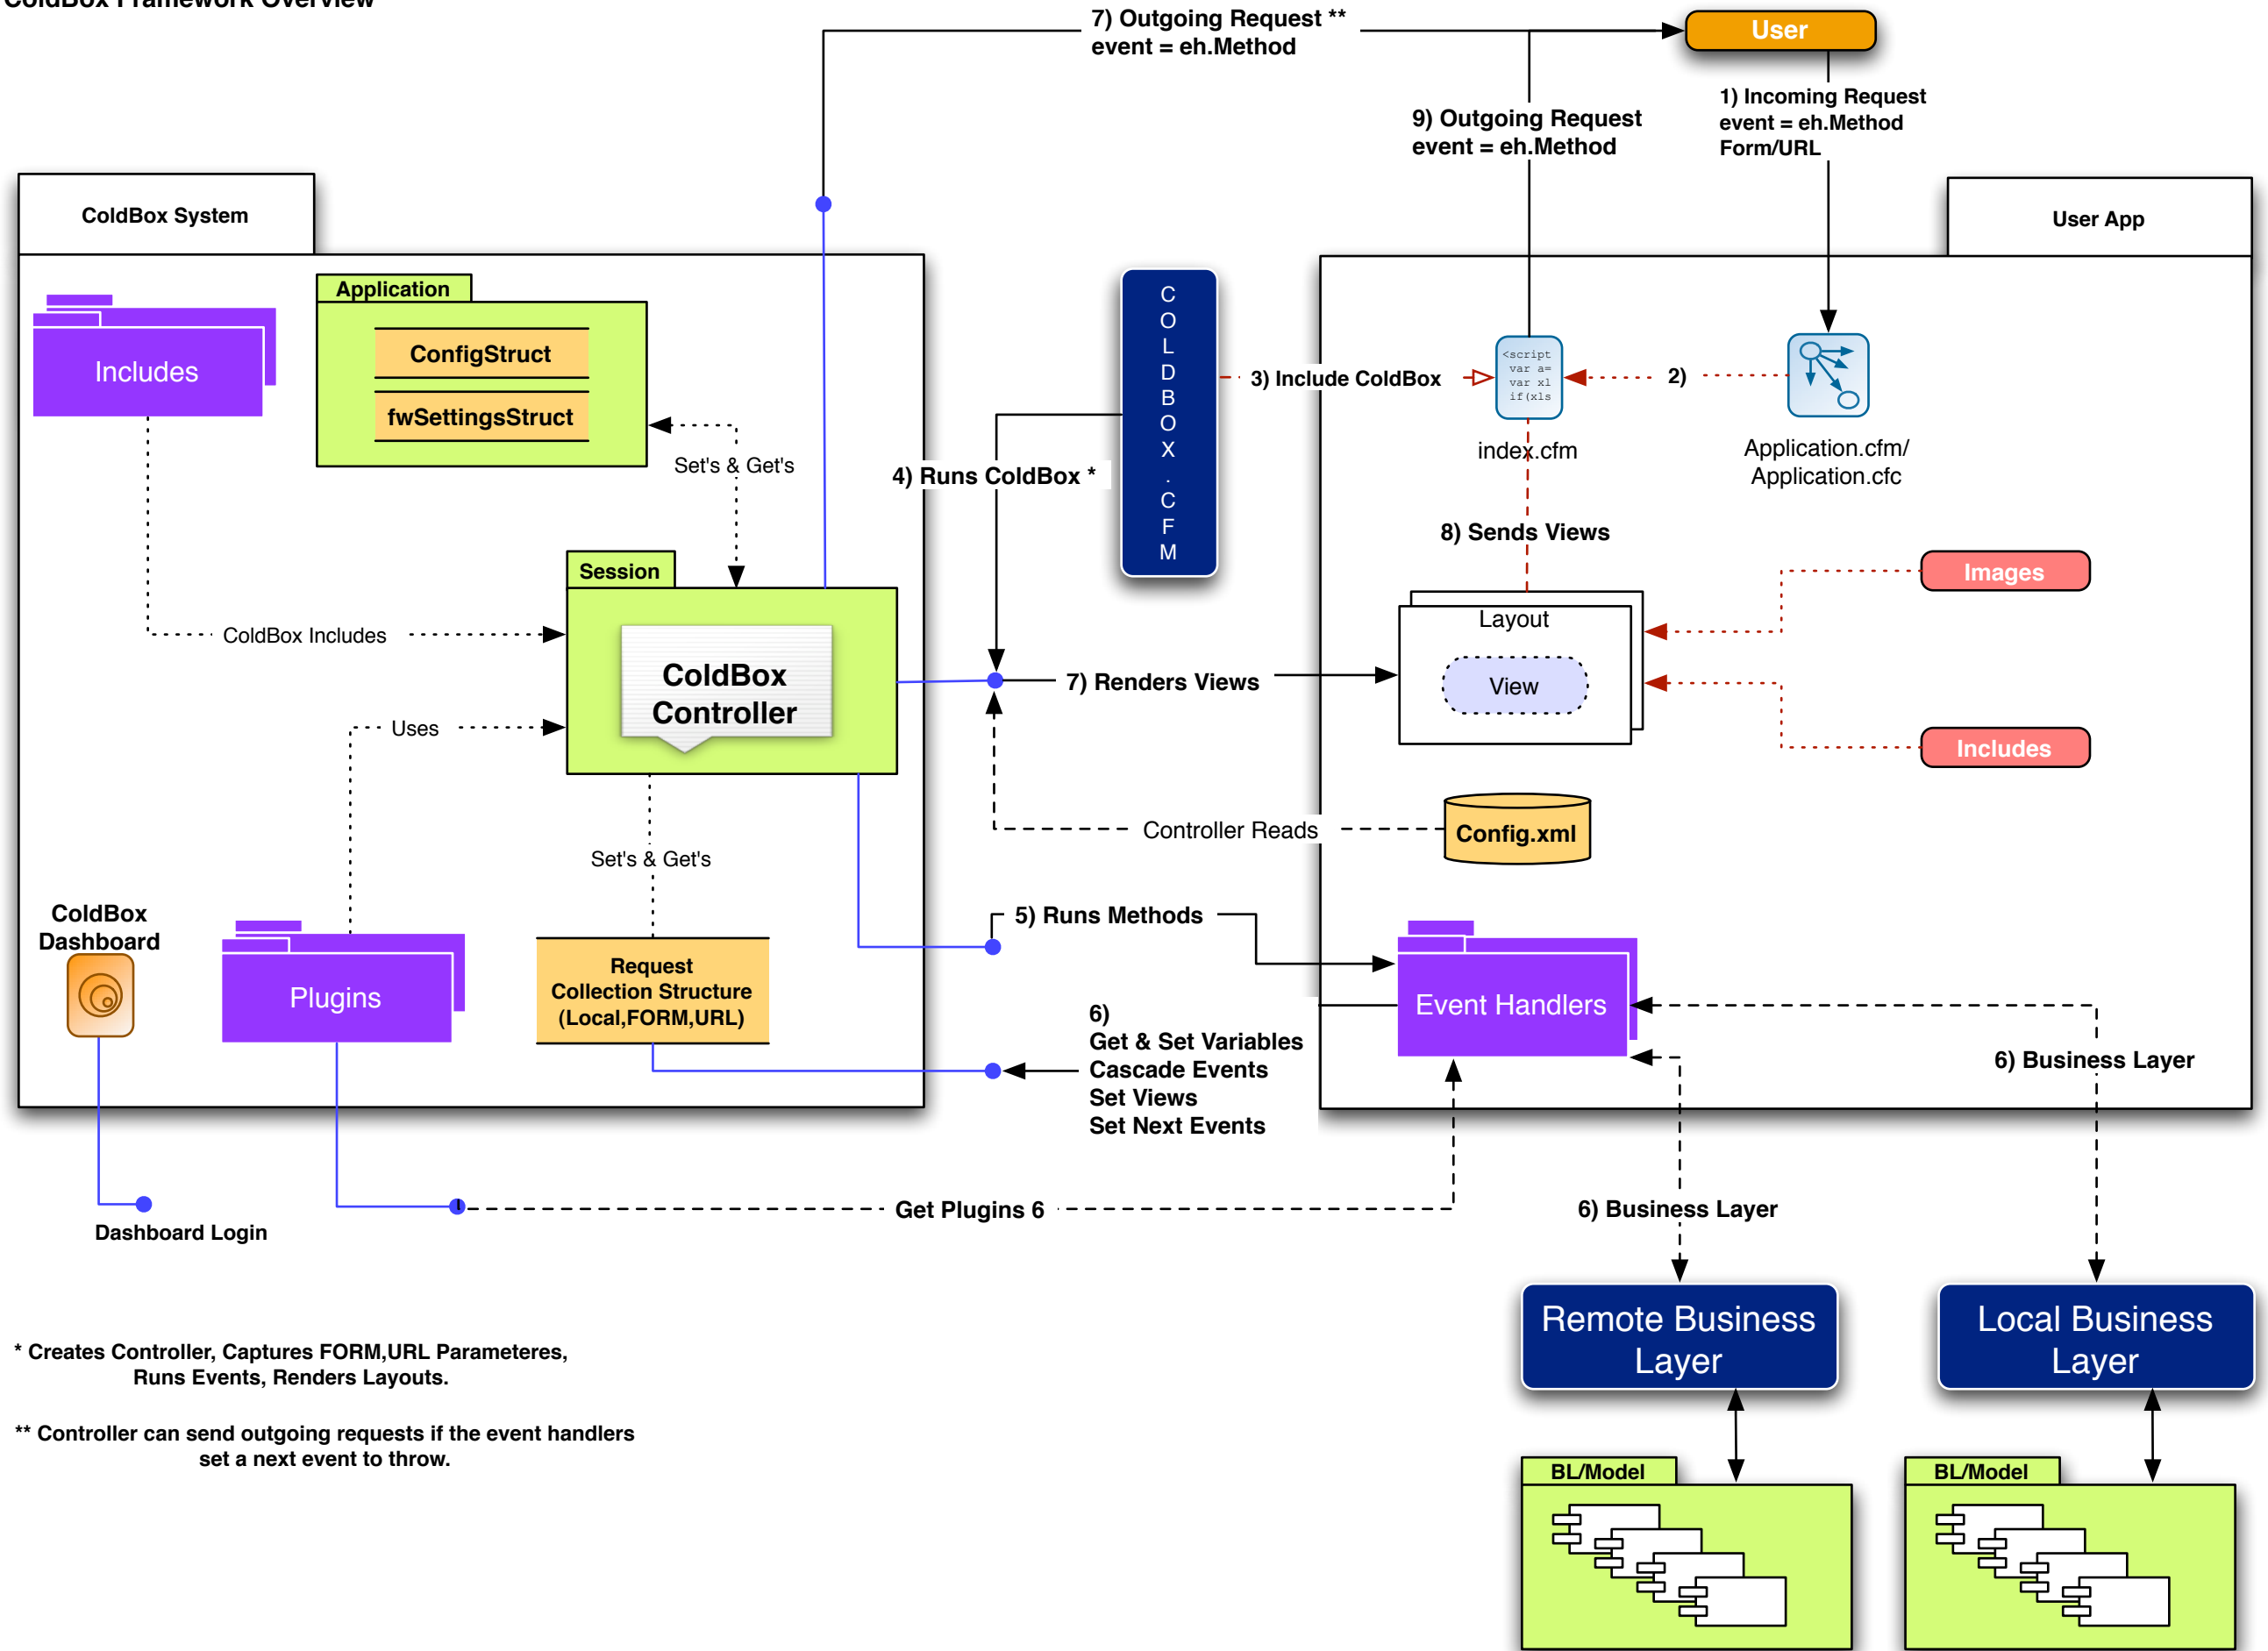 ColdBox Framework Overview
7) Outgoing Request **
event = eh.Method
User
1) Incoming Request
event = eh.Method
Form/URL
9) Outgoing Request
event = eh.Method
ColdBox System
User App
Includes
Application
ConfigStruct
fwSettingsStruct
Set's & Get's
COLDBOX.CFM
3) Include ColdBox
<script
var a=
var xl
if(xls
2)
index.cfm
Application.cfm/
Application.cfc
4) Runs ColdBox *
8) Sends Views
Session
ColdBox
Controller
ColdBox Includes
Uses
7) Renders Views
Layout
View
Images
Includes
Controller Reads
Config.xml
Set's & Get's
ColdBox
Dashboard
Plugins
Request
Collection Structure
(Local,FORM,URL)
5) Runs Methods
Event Handlers
6)
Get & Set Variables
Cascade Events
Set Views
Set Next Events
6) Business Layer
Dashboard Login
Get Plugins 6
6) Business Layer
Remote Business
Layer
Local Business
Layer
* Creates Controller, Captures FORM,URL Parameteres,
Runs Events, Renders Layouts.
** Controller can send outgoing requests if the event handlers
set a next event to throw.
BL/Model
BL/Model